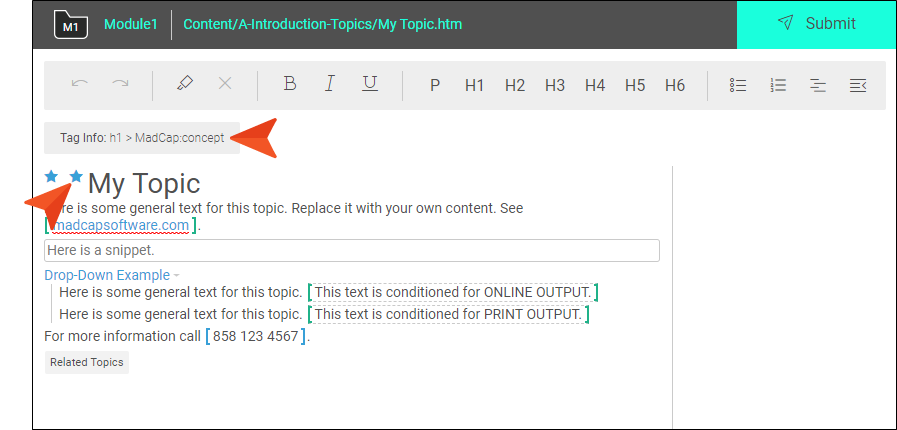 M1 Module1 Content/A-Introduction-Topics/My Topic.htm Submit
B I U P H1 H2 H3 H4 H5 H6
Tag Info: h1 > MadCap:concept
My Topic
re is some general text for this topic. Replace it with your own content. See
[madcapsoftware.com].
Here is a snippet.
Drop-Down Example
Here is some general text for this topic. [This text is conditioned for ONLINE OUTPUT.]
Here is some general text for this topic. [This text is conditioned for PRINT OUTPUT.]
For more information call [858 123 4567].
Related Topics